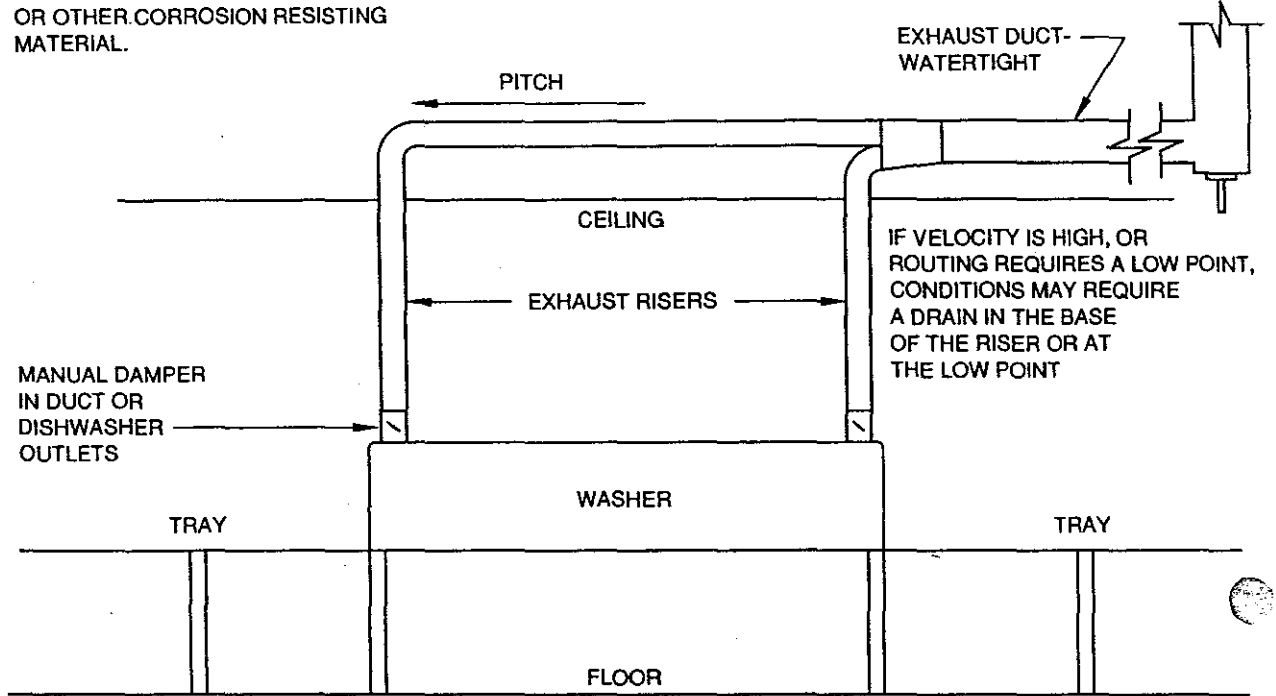 OR OTHER.CORROSION RESISTING
MATERIAL.
EXHAUST DUCT-
WATERTIGHT
PITCH
CEILING
IF VELOCITY IS HIGH, OR
ROUTING REQUIRES A LOW POINT,
CONDITIONS MAY REQUIRE
A DRAIN IN THE BASE
OF THE RISER OR AT
THE LOW POINT
EXHAUST RISERS
MANUAL DAMPER
IN DUCT OR
DISHWASHER
OUTLETS
WASHER
TRAY
TRAY
FLOOR